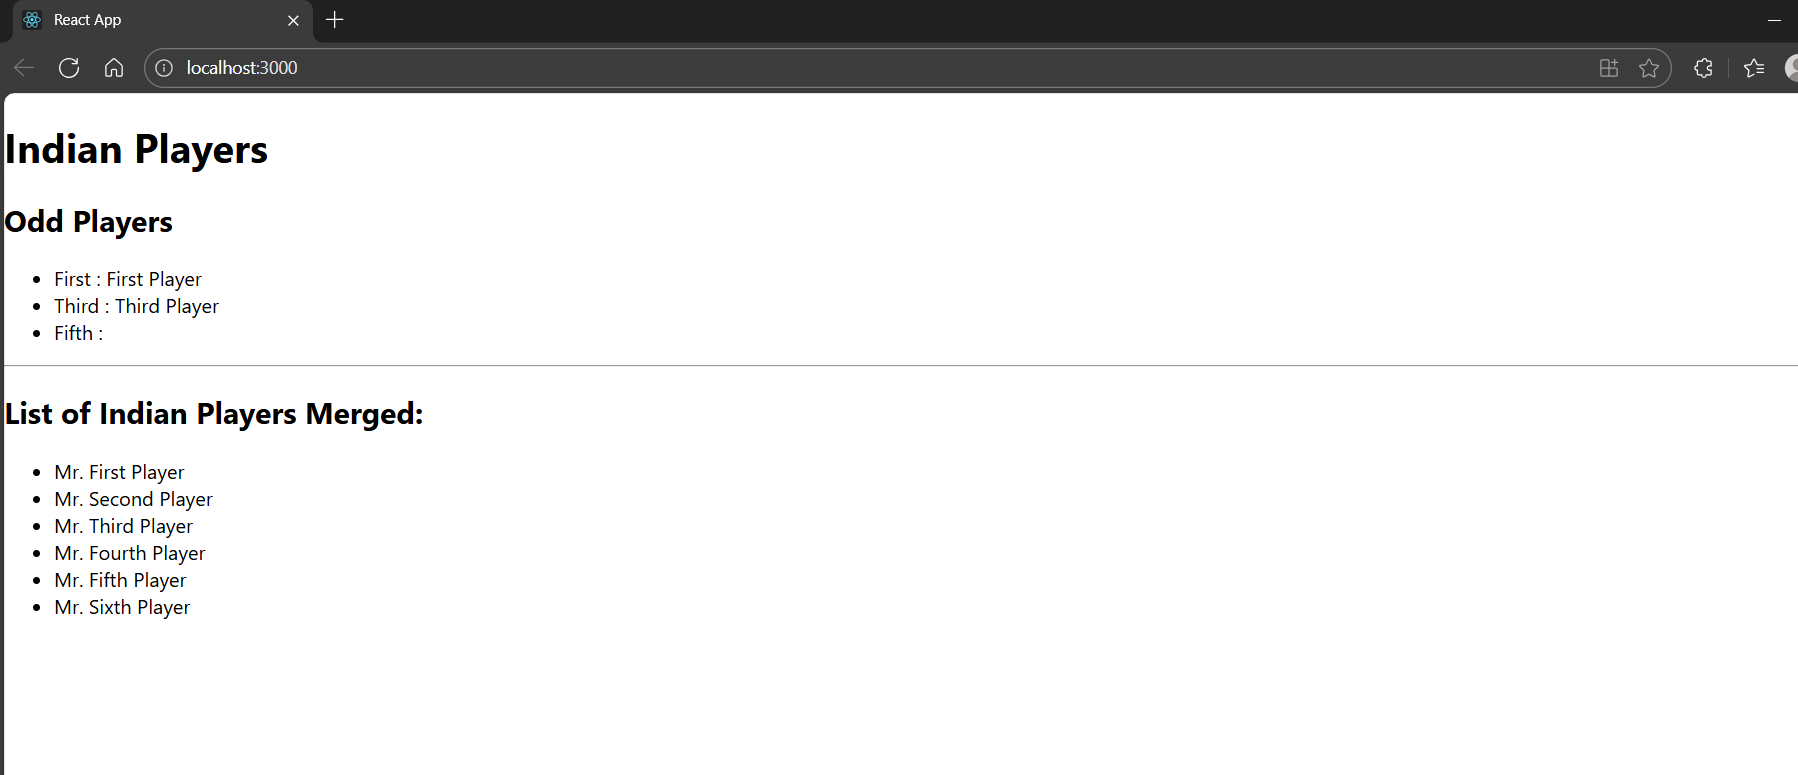 React App
localhost:3000
Indian Players
Odd Players
First : First Player
Third : Third Player
Fifth :
List of Indian Players Merged:
Mr. First Player
Mr. Second Player
Mr. Third Player
Mr. Fourth Player
Mr. Fifth Player
Mr. Sixth Player